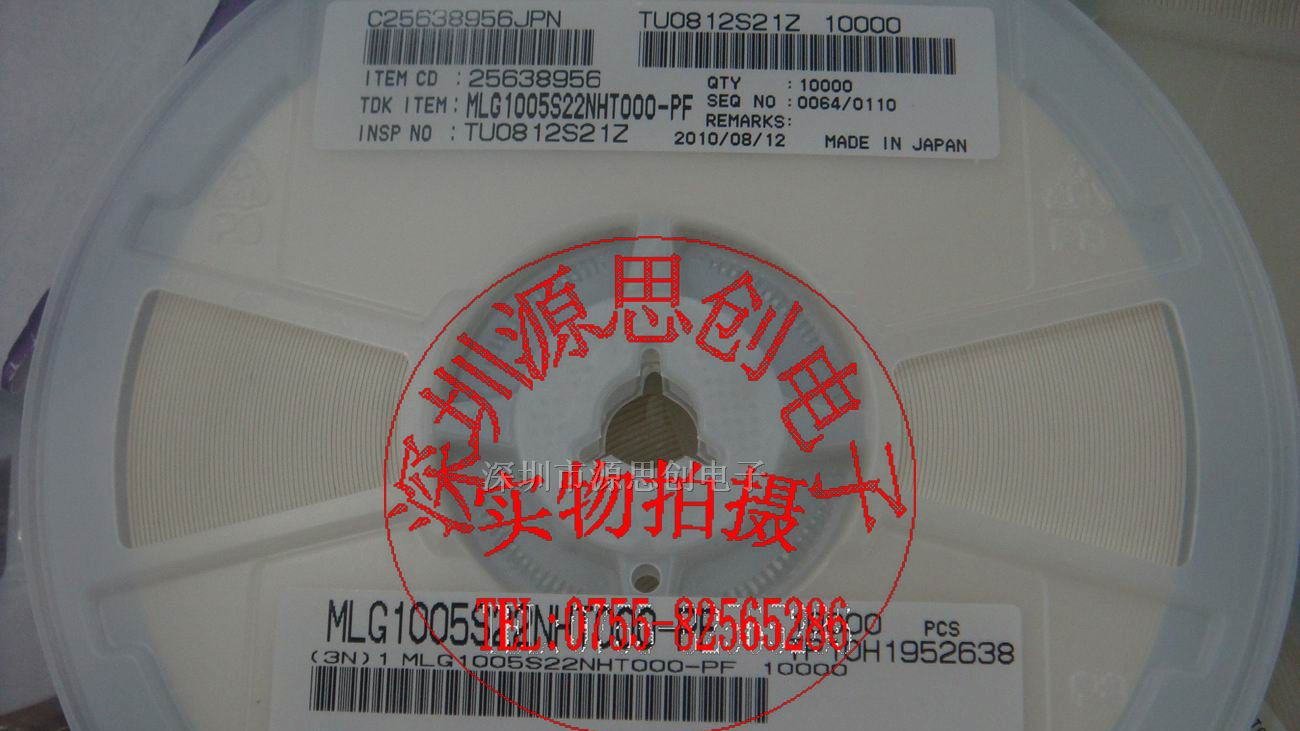 C25638956JPN
TU0812S21Z 10000
ITEM CD : 25638956
TDK ITEM : MLG1005S22NHT000-PF
INSP NO : TU0812S21Z
QTY : 10000
SEQ NO : 0064/0110
REMARKS:
2010/08/12 MADE IN JAPAN
深圳源思创电子
深圳市源思创电子
实物拍摄
TEL:0755-82565286
MLG1005S22NHT000-PF
PCS
(3N)1 MLG1005S22NHT000-PF 10000